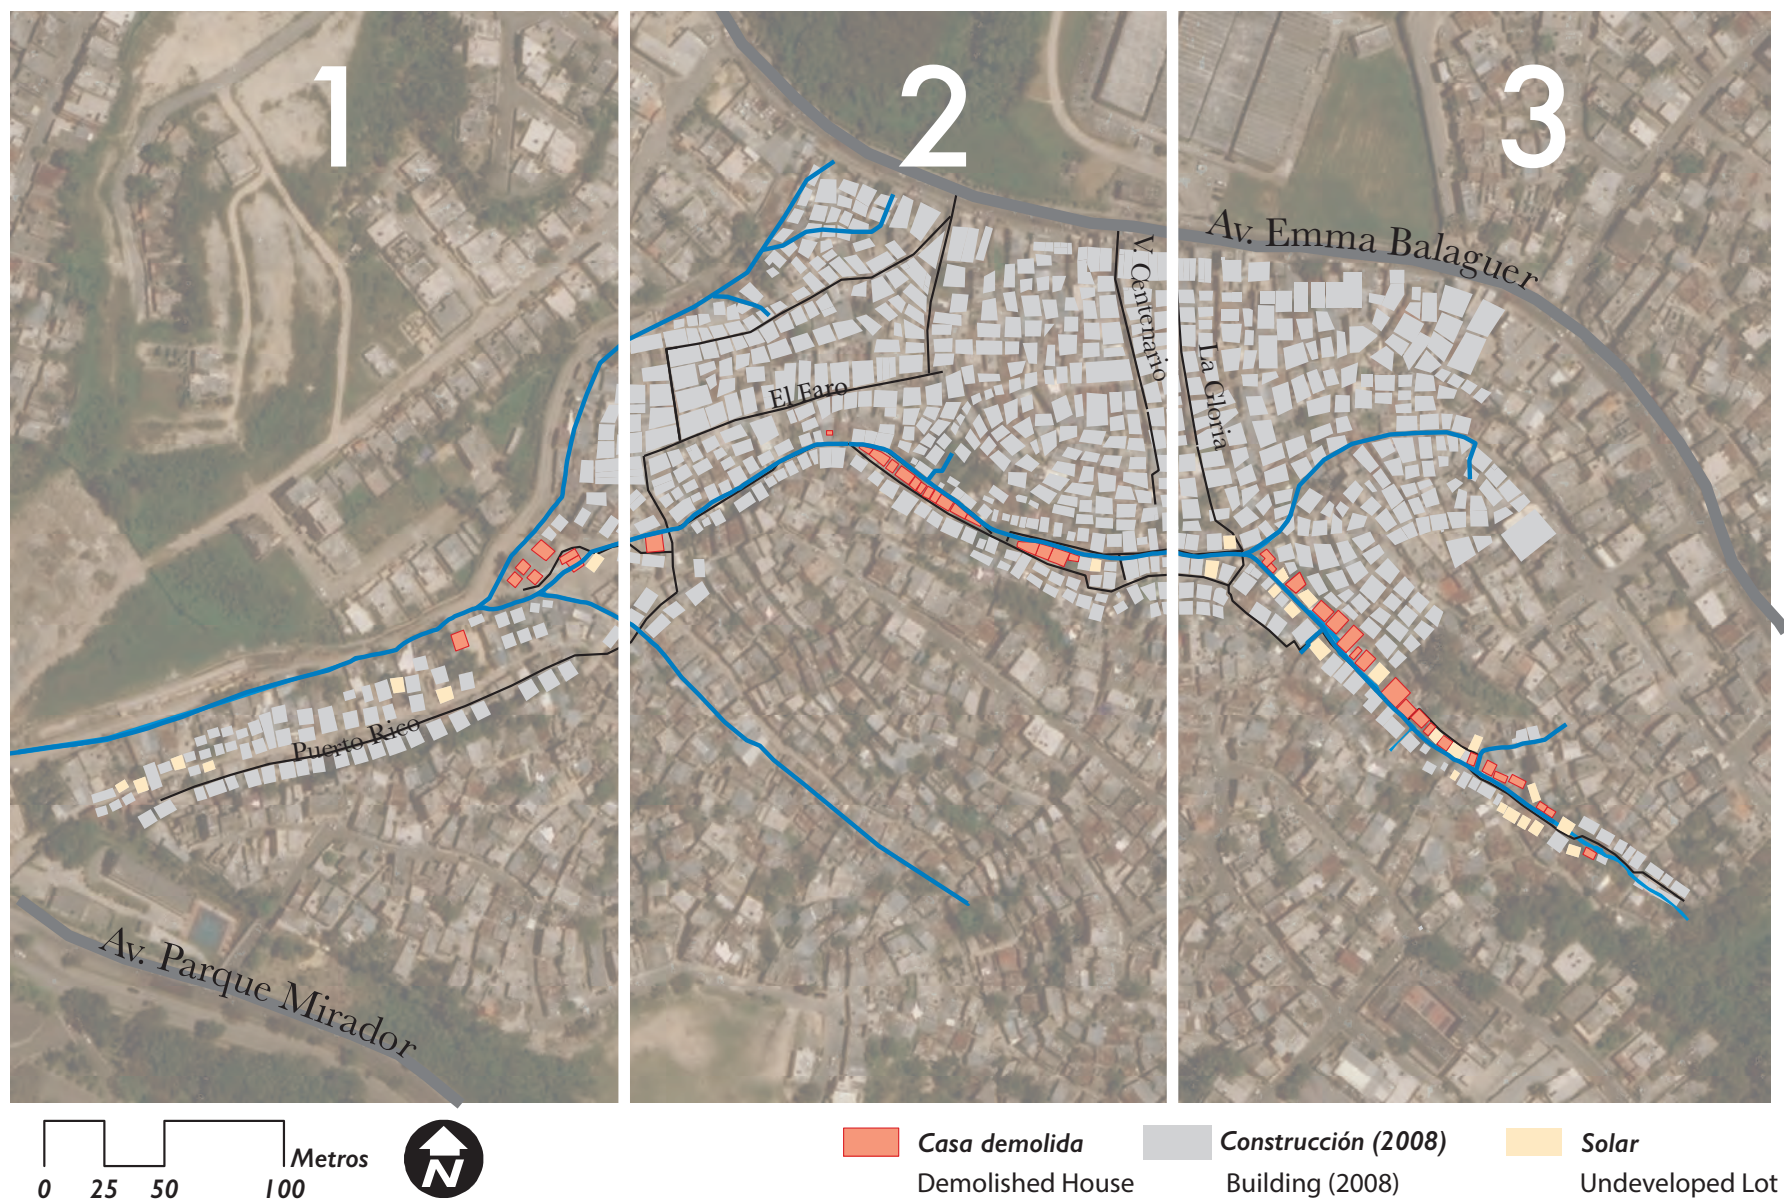 1
2
3
Av. Emma Balaguer
V. Centenario
La Gloria
El Faro
Puerto Rico
Av. Parque Mirador
Metros
0 25 50 100
N
Casa demolida
Demolished House
Construcción (2008)
Building (2008)
Solar
Undeveloped Lot